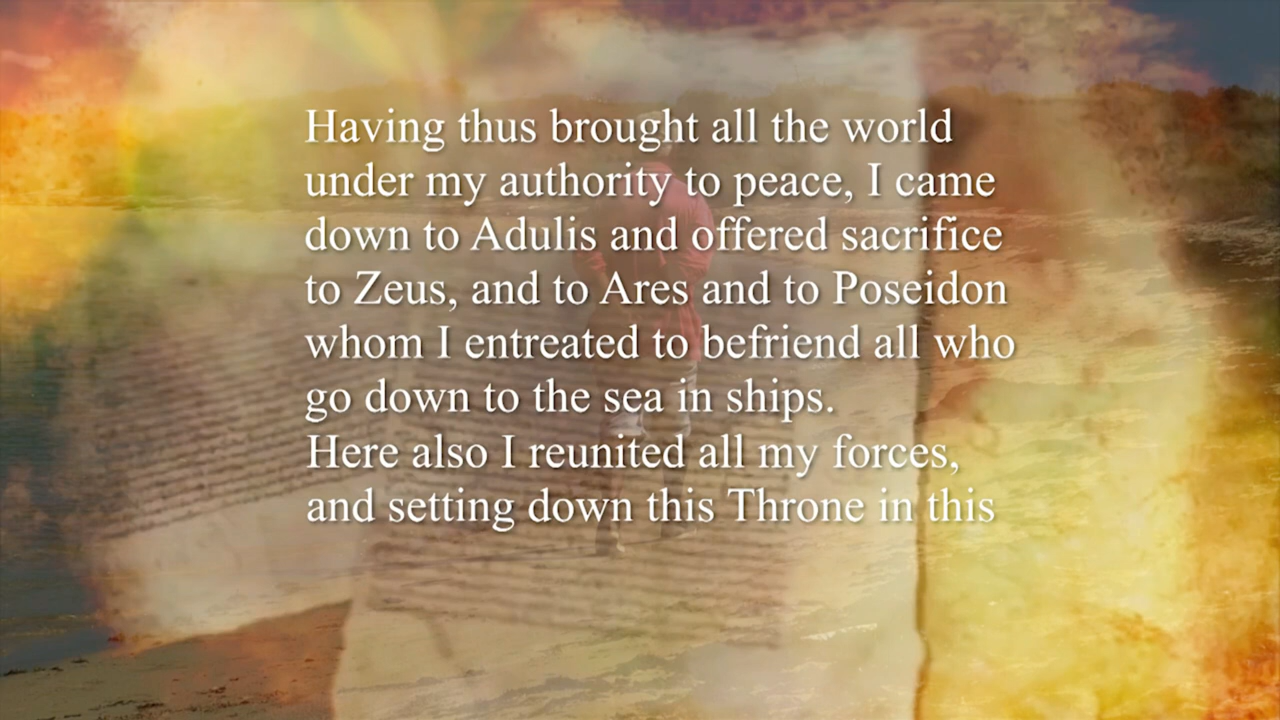 Having thus brought all the world
under my authority to peace, I came
down to Adulis and offered sacrifice
to Zeus, and to Ares and to Poseidon
whom I entreated to befriend all who
go down to the sea in ships.
Here also I reunited all my forces,
and setting down this Throne in this